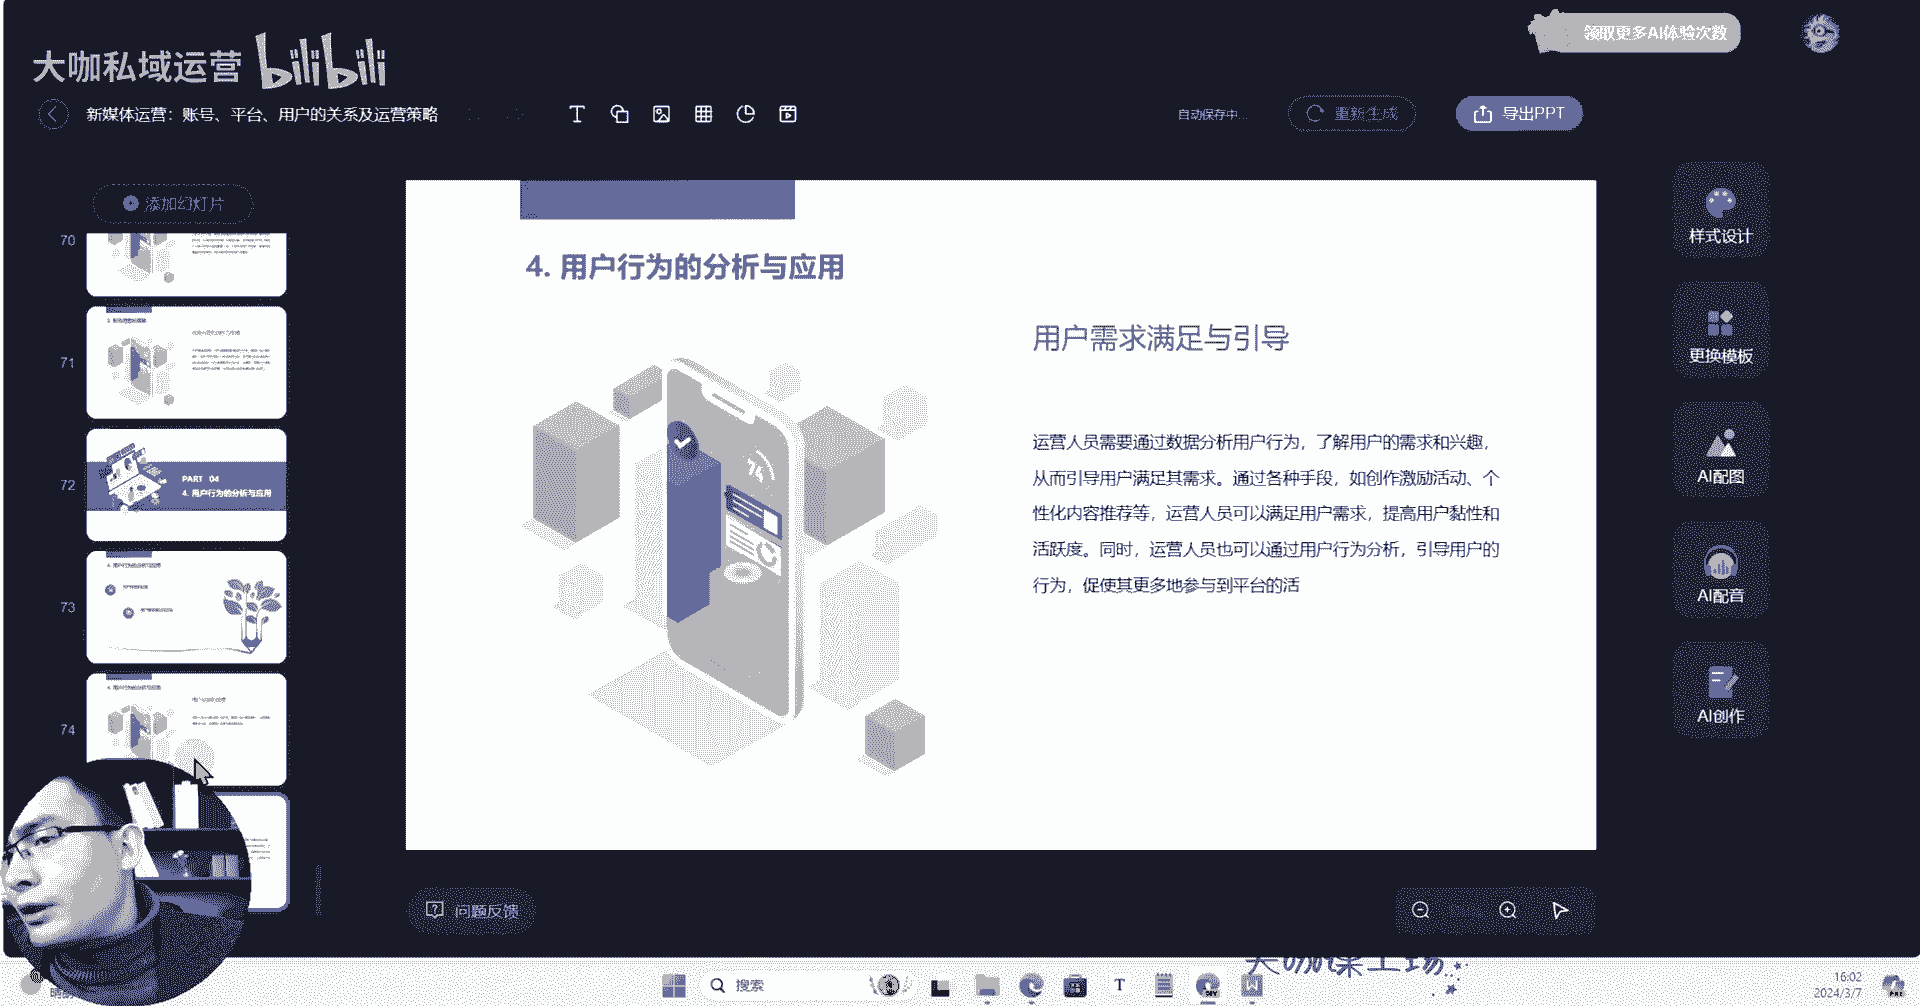 大咖私域运营 bilibili
领取更多AI体验次数
新媒体运营：账号、平台、用户的关系及运营策略
T
自动保存中...
重新生成
导出PPT
添加幻灯片
70
71
72
PART 04
4. 用户行为的分析与应用
73
74
4. 用户行为的分析与应用
用户需求满足与引导
运营人员需要通过数据分析用户行为，了解用户的需求和兴趣，
从而引导用户满足其需求。通过各种手段，如创作激励活动、个
性化内容推荐等，运营人员可以满足用户需求，提高用户黏性和
活跃度。同时，运营人员也可以通过用户行为分析，引导用户的
行为，促使其更多地参与到平台的活
样式设计
更换模板
AI配图
AI配音
AI创作
问题反馈
搜索
16:02
2024/3/7